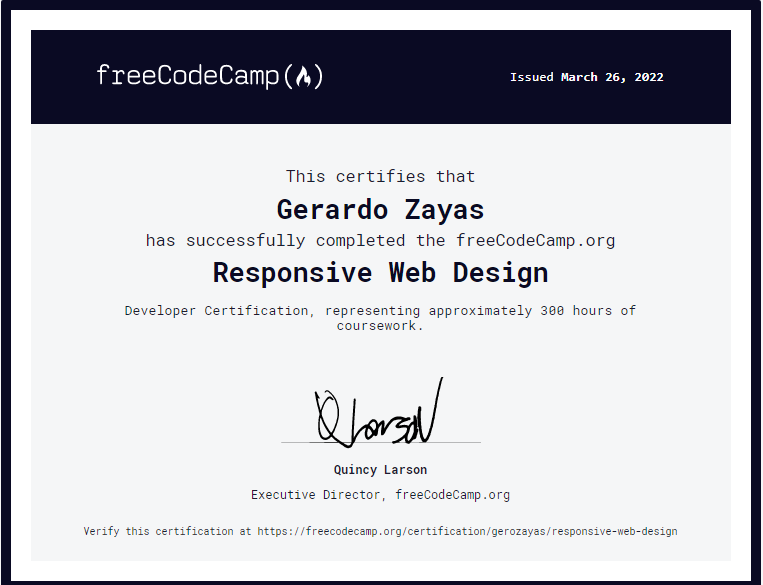 freeCodeCamp(🔥)
Issued March 26, 2022
This certifies that
Gerardo Zayas
has successfully completed the freeCodeCamp.org
Responsive Web Design
Developer Certification, representing approximately 300 hours of
coursework.
Q Larson
Quincy Larson
Executive Director, freeCodeCamp.org
Verify this certification at https://freecodecamp.org/certification/gerozayas/responsive-web-design